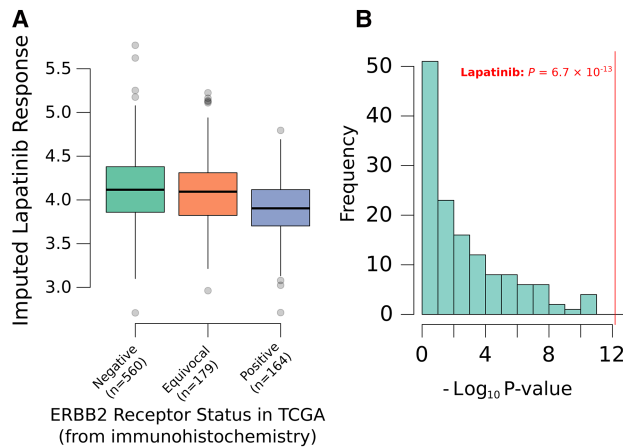 A
B
Imputed Lapatinib Response
5.5
5.0
4.5
4.0
3.5
3.0
Negative
(n=560)
Equivocal
(n=179)
Positive
(n=164)
ERBB2 Receptor Status in TCGA
(from immunohistochemistry)
Lapatinib: P = 6.7 × 10⁻¹³
Frequency
50
40
30
20
10
0
0 4 8 12
- Log₁₀ P-value